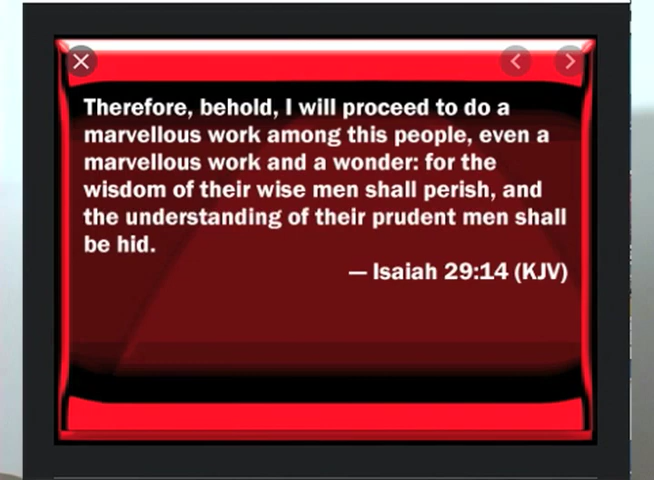 Therefore, behold, I will proceed to do a
marvellous work among this people, even a
marvellous work and a wonder: for the
wisdom of their wise men shall perish, and
the understanding of their prudent men shall
be hid.
— Isaiah 29:14 (KJV)